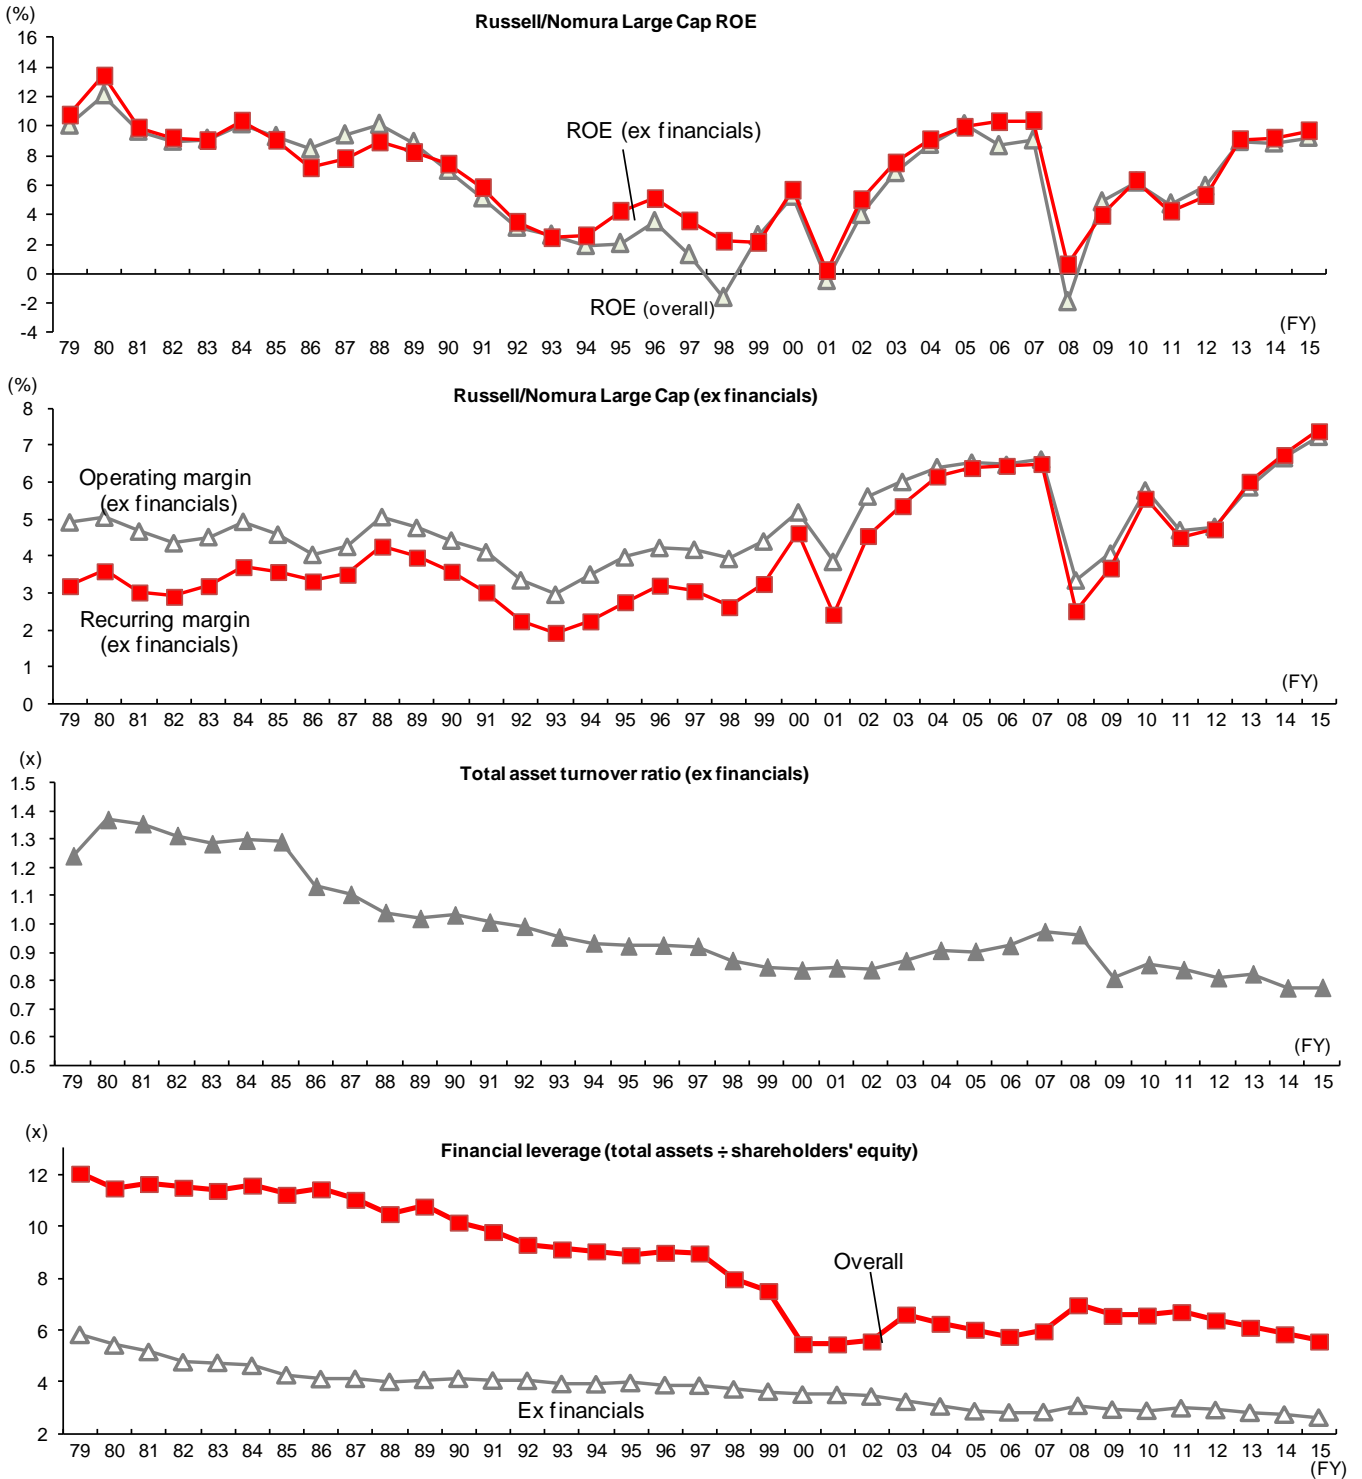 (%)
Russell/Nomura Large Cap ROE
16
14
12
10
8
6
4
2
0
-2
-4
ROE (ex financials)
ROE (overall)
(FY)
79 80 81 82 83 84 85 86 87 88 89 90 91 92 93 94 95 96 97 98 99 00 01 02 03 04 05 06 07 08 09 10 11 12 13 14 15
(%)
Russell/Nomura Large Cap (ex financials)
8
7
6
5
4
3
2
1
0
Operating margin
(ex financials)
Recurring margin
(ex financials)
(FY)
79 80 81 82 83 84 85 86 87 88 89 90 91 92 93 94 95 96 97 98 99 00 01 02 03 04 05 06 07 08 09 10 11 12 13 14 15
(x)
Total asset turnover ratio (ex financials)
1.5
1.4
1.3
1.2
1.1
1.0
0.9
0.8
0.7
0.6
0.5
(FY)
79 80 81 82 83 84 85 86 87 88 89 90 91 92 93 94 95 96 97 98 99 00 01 02 03 04 05 06 07 08 09 10 11 12 13 14 15
(x)
Financial leverage (total assets ÷ shareholders' equity)
12
10
8
6
4
2
Overall
Ex financials
79 80 81 82 83 84 85 86 87 88 89 90 91 92 93 94 95 96 97 98 99 00 01 02 03 04 05 06 07 08 09 10 11 12 13 14 15
(FY)